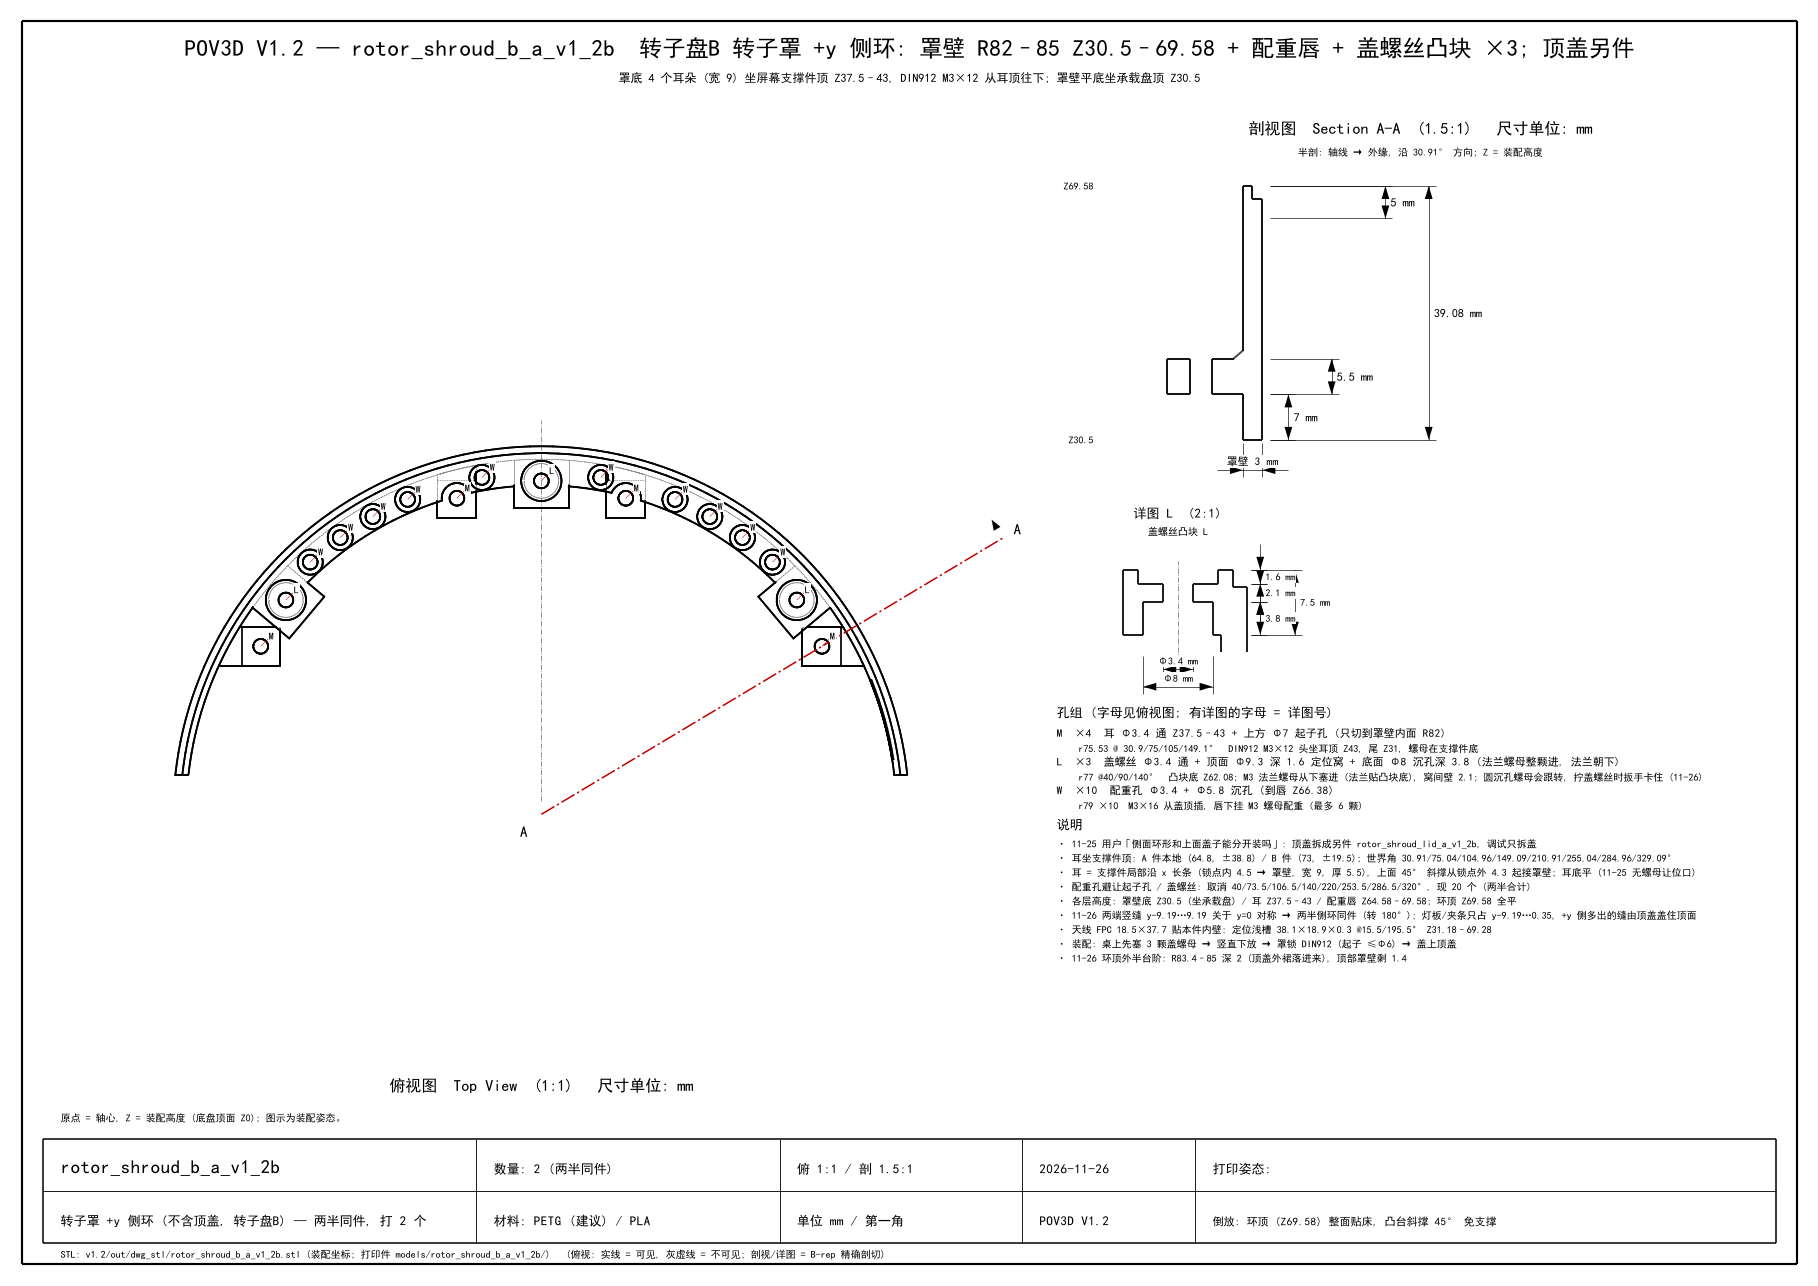 POV3D V1.2 — rotor_shroud_b_a_v1_2b 转子盘B 转子罩 +y 侧环: 罩壁 R82–85 Z30.5–69.58 + 配重唇 + 盖螺丝凸块 ×3; 顶盖另件
罩底 4 个耳朵 (宽 9) 坐屏幕支撑件顶 Z37.5–43, DIN912 M3×12 从耳顶往下; 罩壁平底坐承载盘顶 Z30.5
剖视图 Section A-A (1.5:1) 尺寸单位: mm
半剖: 轴线 → 外缘, 沿 30.91° 方向; Z = 装配高度
Z69.58
5 mm
39.08 mm
5.5 mm
7 mm
Z30.5
罩壁 3 mm
W
L
W
M
M
W
W
W
W
W
W
W
W
L
L
M
M
A
A
详图 L (2:1)
盖螺丝凸块 L
1.6 mm
2.1 mm
7.5 mm
3.8 mm
Φ3.4 mm
Φ8 mm
孔组 (字母见俯视图; 有详图的字母 = 详图号)
M ×4 耳 Φ3.4 通 Z37.5–43 + 上方 Φ7 起子孔 (只切到罩壁内面 R82)
r75.53 @ 30.9/75/105/149.1° DIN912 M3×12 头坐耳顶 Z43, 尾 Z31, 螺母在支撑件底
L ×3 盖螺丝 Φ3.4 通 + 顶面 Φ9.3 深 1.6 定位窝 + 底面 Φ8 沉孔深 3.8 (法兰螺母整颗进, 法兰朝下)
r77 @40/90/140° 凸块底 Z62.08; M3 法兰螺母从下塞进 (法兰贴凸块底), 窝间壁 2.1; 圆沉孔螺母会跟转, 拧盖螺丝时扳手卡住 (11-26)
W ×10 配重孔 Φ3.4 + Φ5.8 沉孔 (到唇 Z66.38)
r79 ×10 M3×16 从盖顶插, 唇下挂 M3 螺母配重 (最多 6 颗)
说明
· 11-25 用户「侧面环形和上面盖子能分开装吗」: 顶盖拆成另件 rotor_shroud_lid_a_v1_2b, 调试只拆盖
· 耳坐支撑件顶: A 件本地 (64.8, ±38.8) / B 件 (73, ±19.5); 世界角 30.91/75.04/104.96/149.09/210.91/255.04/284.96/329.09°
· 耳 = 支撑件局部沿 x 长条 (锁点内 4.5 → 罩壁, 宽 9, 厚 5.5), 上面 45° 斜撑从锁点外 4.3 起接罩壁; 耳底平 (11-25 无螺母让位口)
· 配重孔避让起子孔 / 盖螺丝: 取消 40/73.5/106.5/140/220/253.5/286.5/320°, 现 20 个 (两半合计)
· 各层高度: 罩壁底 Z30.5 (坐承载盘) / 耳 Z37.5–43 / 配重唇 Z64.58–69.58; 环顶 Z69.58 全平
· 11-26 两端竖缝 y-9.19…9.19 关于 y=0 对称 → 两半侧环同件 (转 180°); 灯板/夹条只占 y-9.19…0.35, +y 侧多出的缝由顶盖盖住顶面
· 天线 FPC 18.5×37.7 贴本件内壁: 定位浅槽 38.1×18.9×0.3 @15.5/195.5° Z31.18–69.28
· 装配: 桌上先塞 3 颗盖螺母 → 竖直下放 → 罩锁 DIN912 (起子 ≤Φ6) → 盖上顶盖
· 11-26 环顶外半台阶: R83.4–85 深 2 (顶盖外裙落进来), 顶部罩壁剩 1.4
俯视图 Top View (1:1) 尺寸单位: mm
原点 = 轴心, Z = 装配高度 (底盘顶面 Z0); 图示为装配姿态。
rotor_shroud_b_a_v1_2b
数量: 2 (两半同件)
俯 1:1 / 剖 1.5:1
2026-11-26
打印姿态:
转子罩 +y 侧环 (不含顶盖, 转子盘B) — 两半同件, 打 2 个
材料: PETG (建议) / PLA
单位 mm / 第一角
POV3D V1.2
倒放: 环顶 (Z69.58) 整面贴床, 凸台斜撑 45° 免支撑
STL: v1.2/out/dwg_stl/rotor_shroud_b_a_v1_2b.stl (装配坐标; 打印件 models/rotor_shroud_b_a_v1_2b/) (俯视: 实线 = 可见, 灰虚线 = 不可见; 剖视/详图 = B-rep 精确剖切)